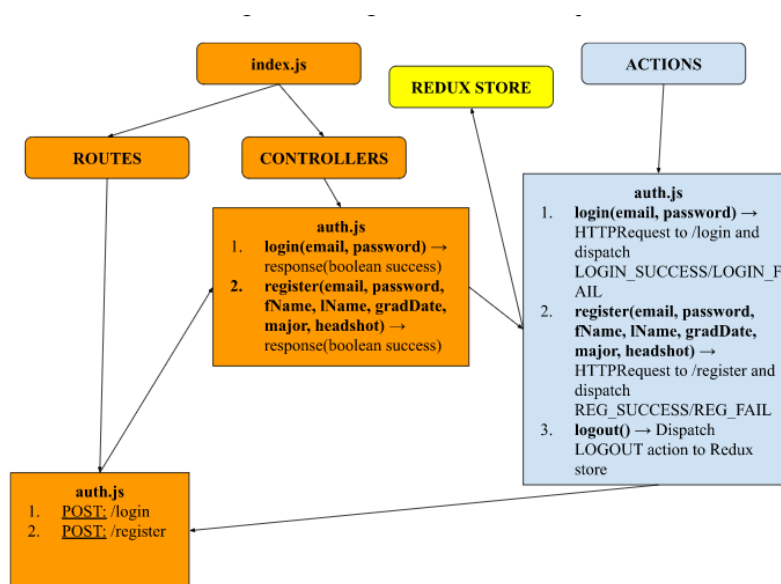 index.js
REDUX STORE
ACTIONS
ROUTES
CONTROLLERS
auth.js
1. login(email, password) →
response(boolean success)
2. register(email, password,
fName, lName, gradDate,
major, headshot) →
response(boolean success)
auth.js
1. login(email, password) →
HTTPRequest to /login and
dispatch
LOGIN_SUCCESS/LOGIN_F
AIL
2. register(email, password,
fName, lName, gradDate,
major, headshot) →
HTTPRequest to /register and
dispatch
REG_SUCCESS/REG_FAIL
3. logout() → Dispatch
LOGOUT action to Redux
store
auth.js
1. POST: /login
2. POST: /register